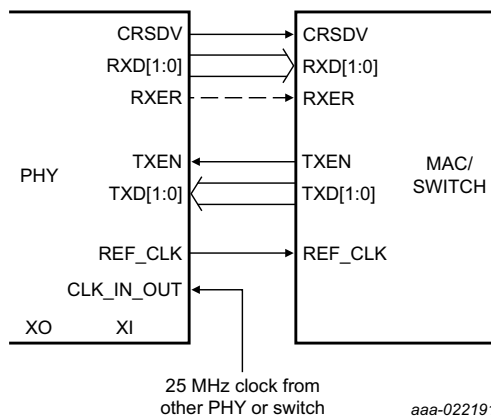 CRSDV
CRSDV
RXD[1:0]
RXD[1:0]
RXER
RXER
PHY
TXEN
TXEN
MAC/
SWITCH
TXD[1:0]
TXD[1:0]
REF_CLK
REF_CLK
CLK_IN_OUT
XO
XI
25 MHz clock from
other PHY or switch
aaa-022191